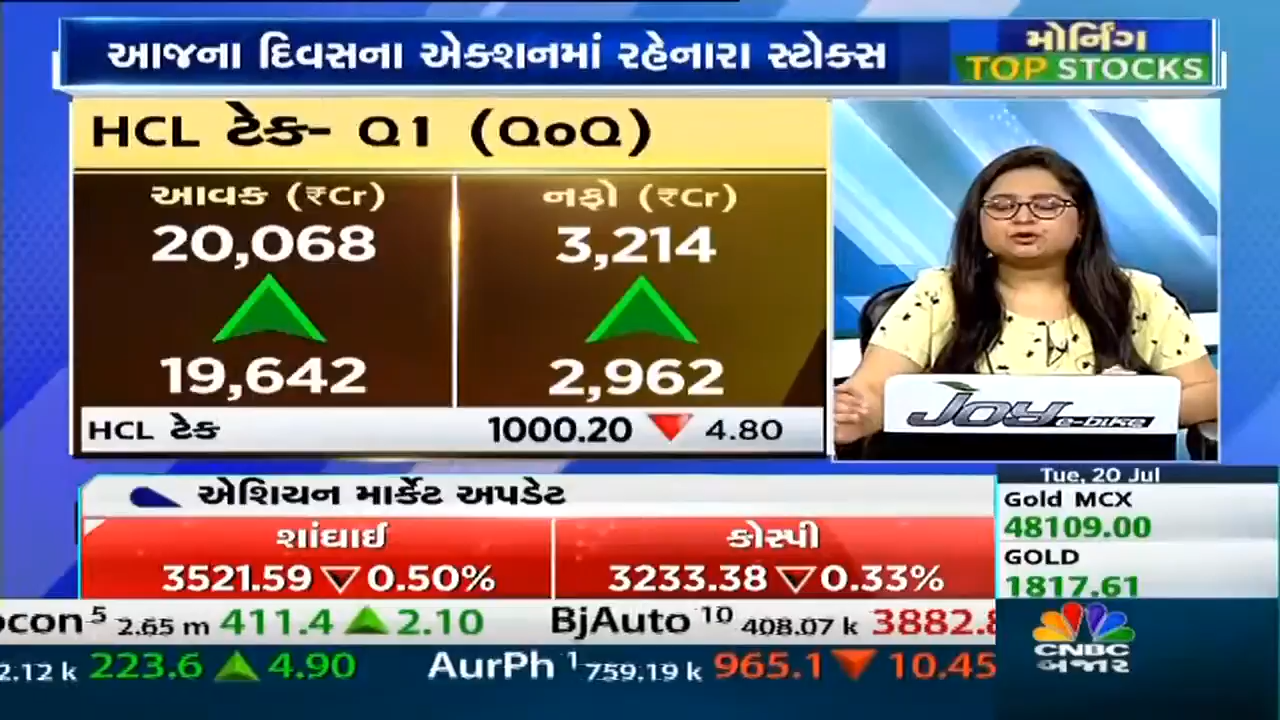 આજના દિવસના એક્શનમાં રહેનારા સ્ટોક્સ
મોર્નિંગ
TOP STOCKS
HCL ટેક- Q1 (QoQ)
આવક (₹Cr)
20,068
19,642
નફો (₹Cr)
3,214
2,962
HCL ટેક 1000.20 4.80
JOY e-bike
એશિયન માર્કેટ અપડેટ
શાંઘાઈ
3521.59 0.50%
કોસ્પી
3233.38 0.33%
Tue, 20 Jul
Gold MCX
48109.00
GOLD
1817.61
ocon 5 2.65 m 411.4 2.10 BjAuto 10 408.07 k 3882.8
2.12 k 223.6 4.90 AurPh 1 759.19 k 965.1 10.45
CNBC
બજાર